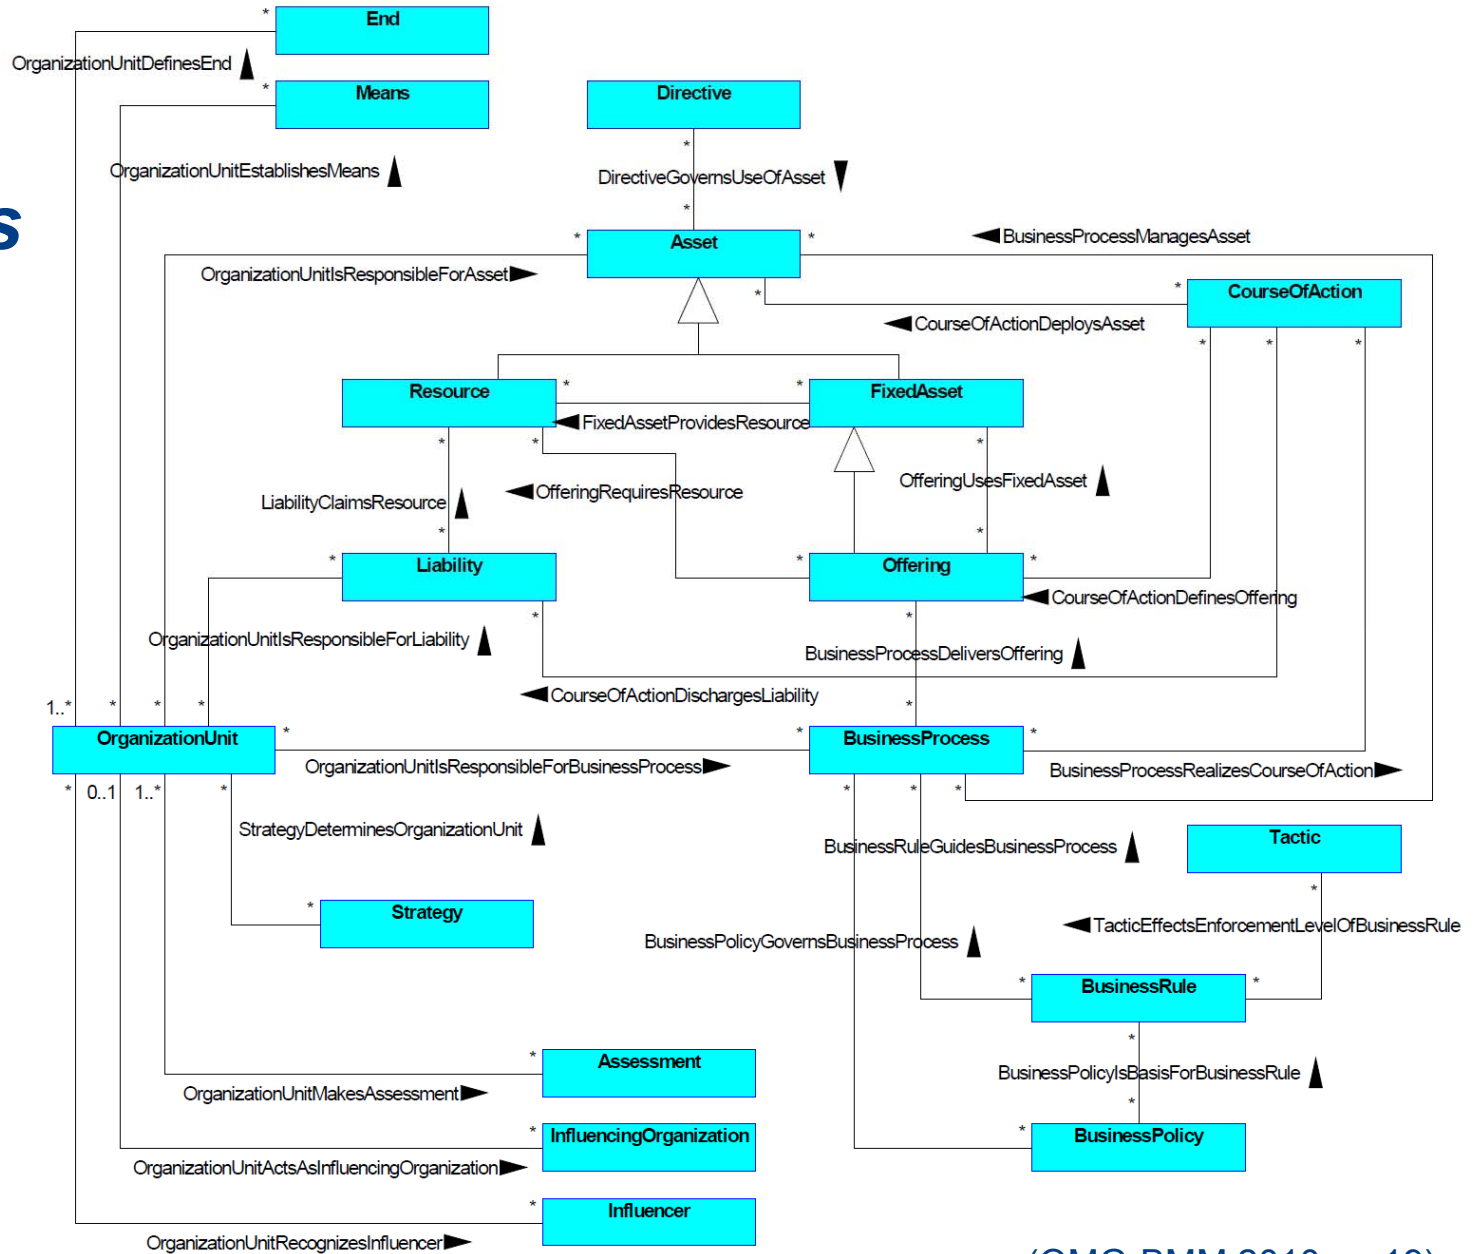 * End
OrganizationUnitDefinesEnd
* Means
Directive
OrganizationUnitEstablishesMeans
*
DirectiveGovernsUseOfAsset
*
s
* Asset *
BusinessProcessManagesAsset
OrganizationUnitIsResponsibleForAsset
*
* CourseOfAction
CourseOfActionDeploysAsset
* * *
Resource * * FixedAsset
FixedAssetProvidesResource
* * *
OfferingUsesFixedAsset
OfferingRequiresResource
LiabilityClaimsResource
* *
* Liability * Offering *
CourseOfActionDefinesOffering
* *
OrganizationUnitIsResponsibleForLiability
BusinessProcessDeliversOffering
CourseOfActionDischargesLiability
1..* * * * *
OrganizationUnit * * BusinessProcess *
OrganizationUnitIsResponsibleForBusinessProcess
BusinessProcessRealizesCourseOfAction
* 0..1 1..* * * * *
StrategyDeterminesOrganizationUnit
Tactic
BusinessRuleGuidesBusinessProcess
*
* Strategy
TacticEffectsEnforcementLevelOfBusinessRule
BusinessPolicyGovernsBusinessProcess
* BusinessRule *
*
* Assessment
BusinessPolicyIsBasisForBusinessRule
OrganizationUnitMakesAssessment
*
* InfluencingOrganization
* BusinessPolicy
OrganizationUnitActsAsInfluencingOrganization
* Influencer
OrganizationUnitRecognizesInfluencer